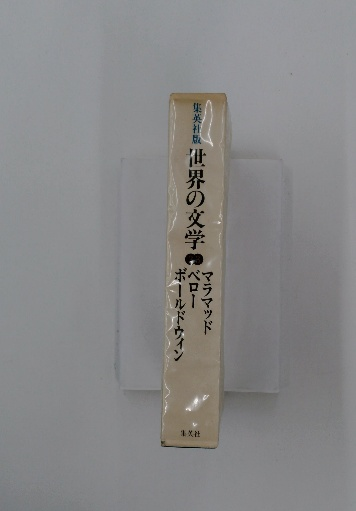 集英社版
世界の文学
マラマッド
ベロー
ボールドウィン
集英社